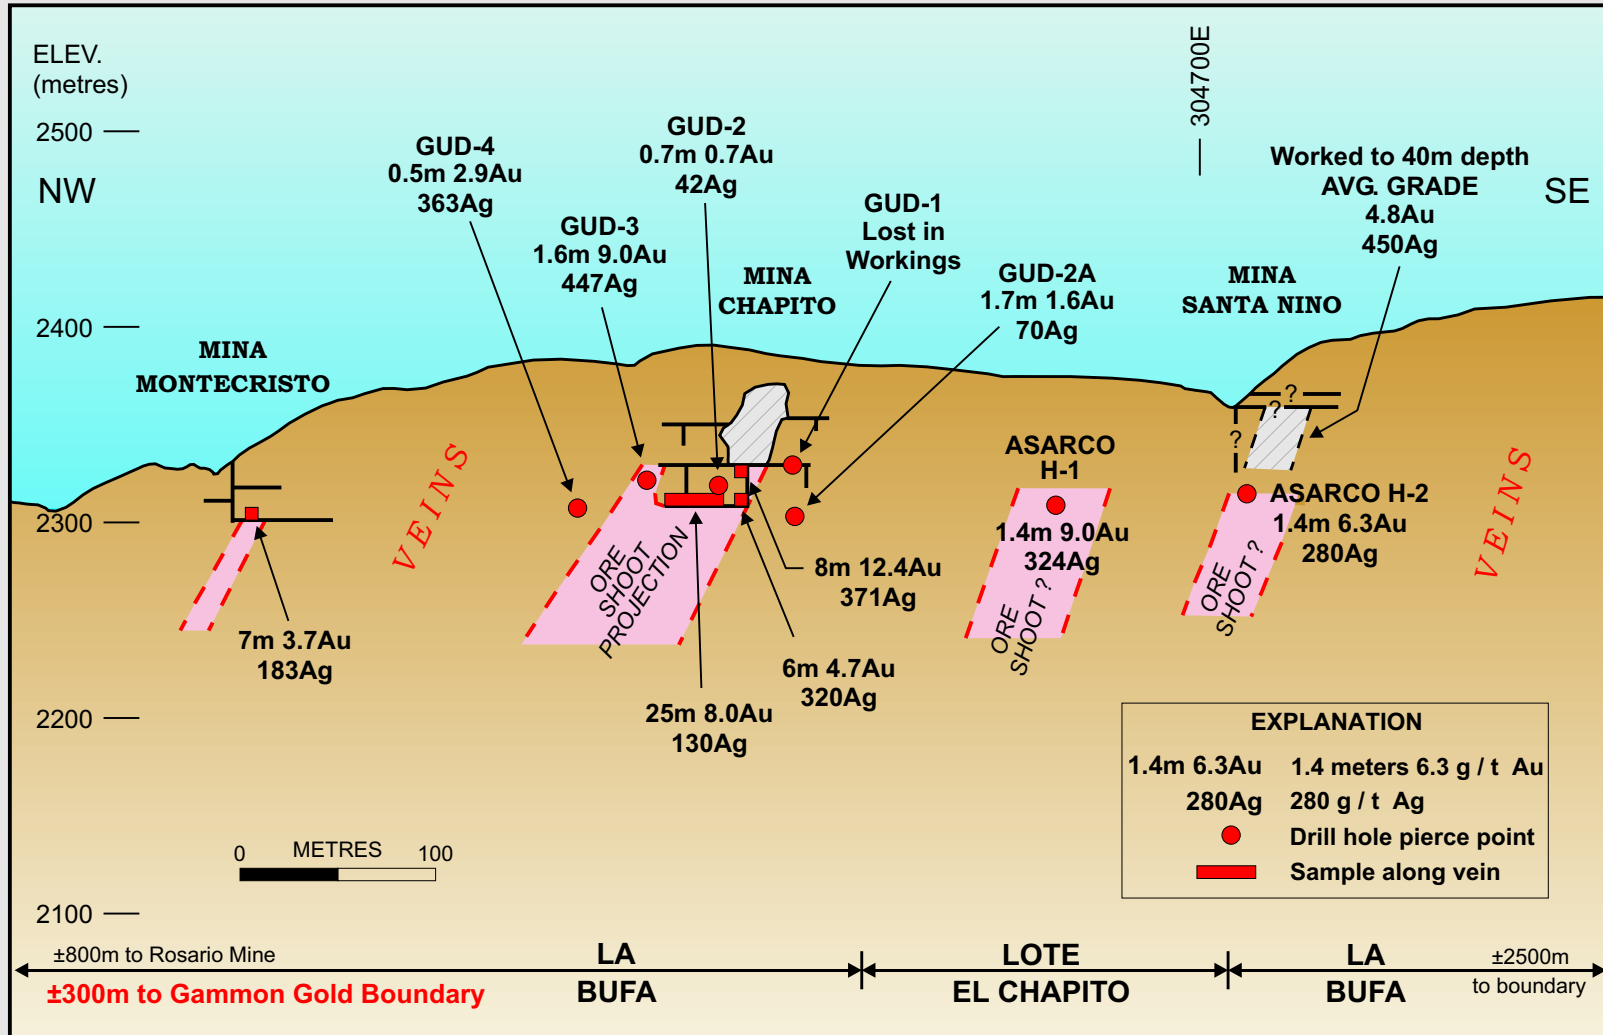 ELEV.
(metres)
2500
2400
2300
2200
2100
NW
SE
304700E
GUD-4
0.5m 2.9Au
363Ag
GUD-3
1.6m 9.0Au
447Ag
GUD-2
0.7m 0.7Au
42Ag
MINA
CHAPITO
GUD-1
Lost in
Workings
GUD-2A
1.7m 1.6Au
70Ag
Worked to 40m depth
AVG. GRADE
4.8Au
450Ag
MINA
SANTA NINO
MINA
MONTECRISTO
?
?
?
VEINS
VEINS
ASARCO
H-1
1.4m 9.0Au
324Ag
ORE
SHOOT ?
ASARCO H-2
1.4m 6.3Au
280Ag
ORE
SHOOT ?
ORE
SHOOT
PROJECTION
8m 12.4Au
371Ag
7m 3.7Au
183Ag
6m 4.7Au
320Ag
25m 8.0Au
130Ag
EXPLANATION
1.4m 6.3Au 1.4 meters 6.3 g / t Au
280Ag 280 g / t Ag
Drill hole pierce point
Sample along vein
0 METRES 100
±800m to Rosario Mine
±300m to Gammon Gold Boundary
LA
BUFA
LOTE
EL CHAPITO
LA
BUFA
±2500m
to boundary